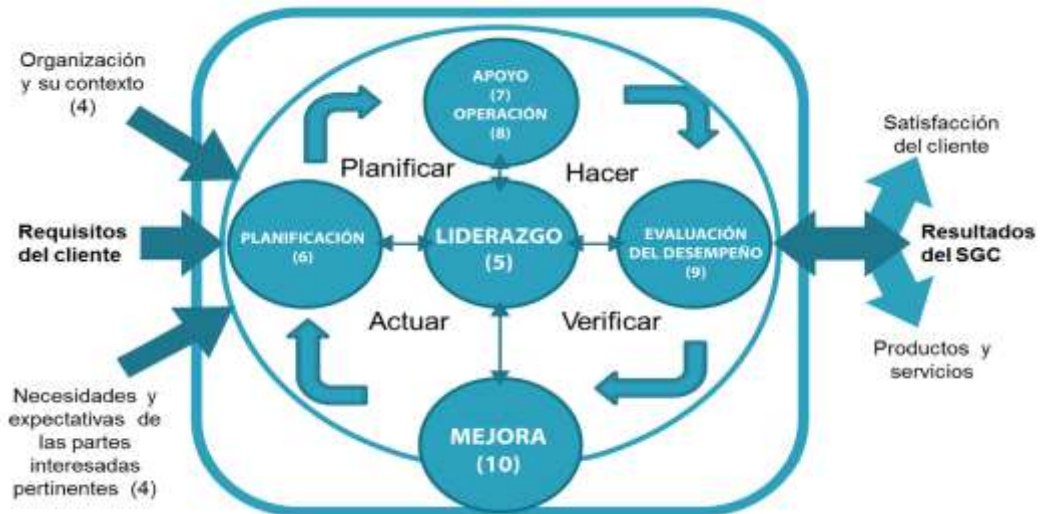 Organización
y su contexto
(4)
Requisitos
del cliente
Necesidades y
expectativas de
las partes
interesadas
pertinentes (4)
APOYO
(7)
OPERACIÓN
(8)
Planificar
Hacer
PLANIFICACIÓN
(6)
LIDERAZGO
(5)
EVALUACIÓN
DEL DESEMPEÑO
(9)
Actuar
Verificar
MEJORA
(10)
Satisfacción
del cliente
Resultados
del SGC
Productos y
servicios